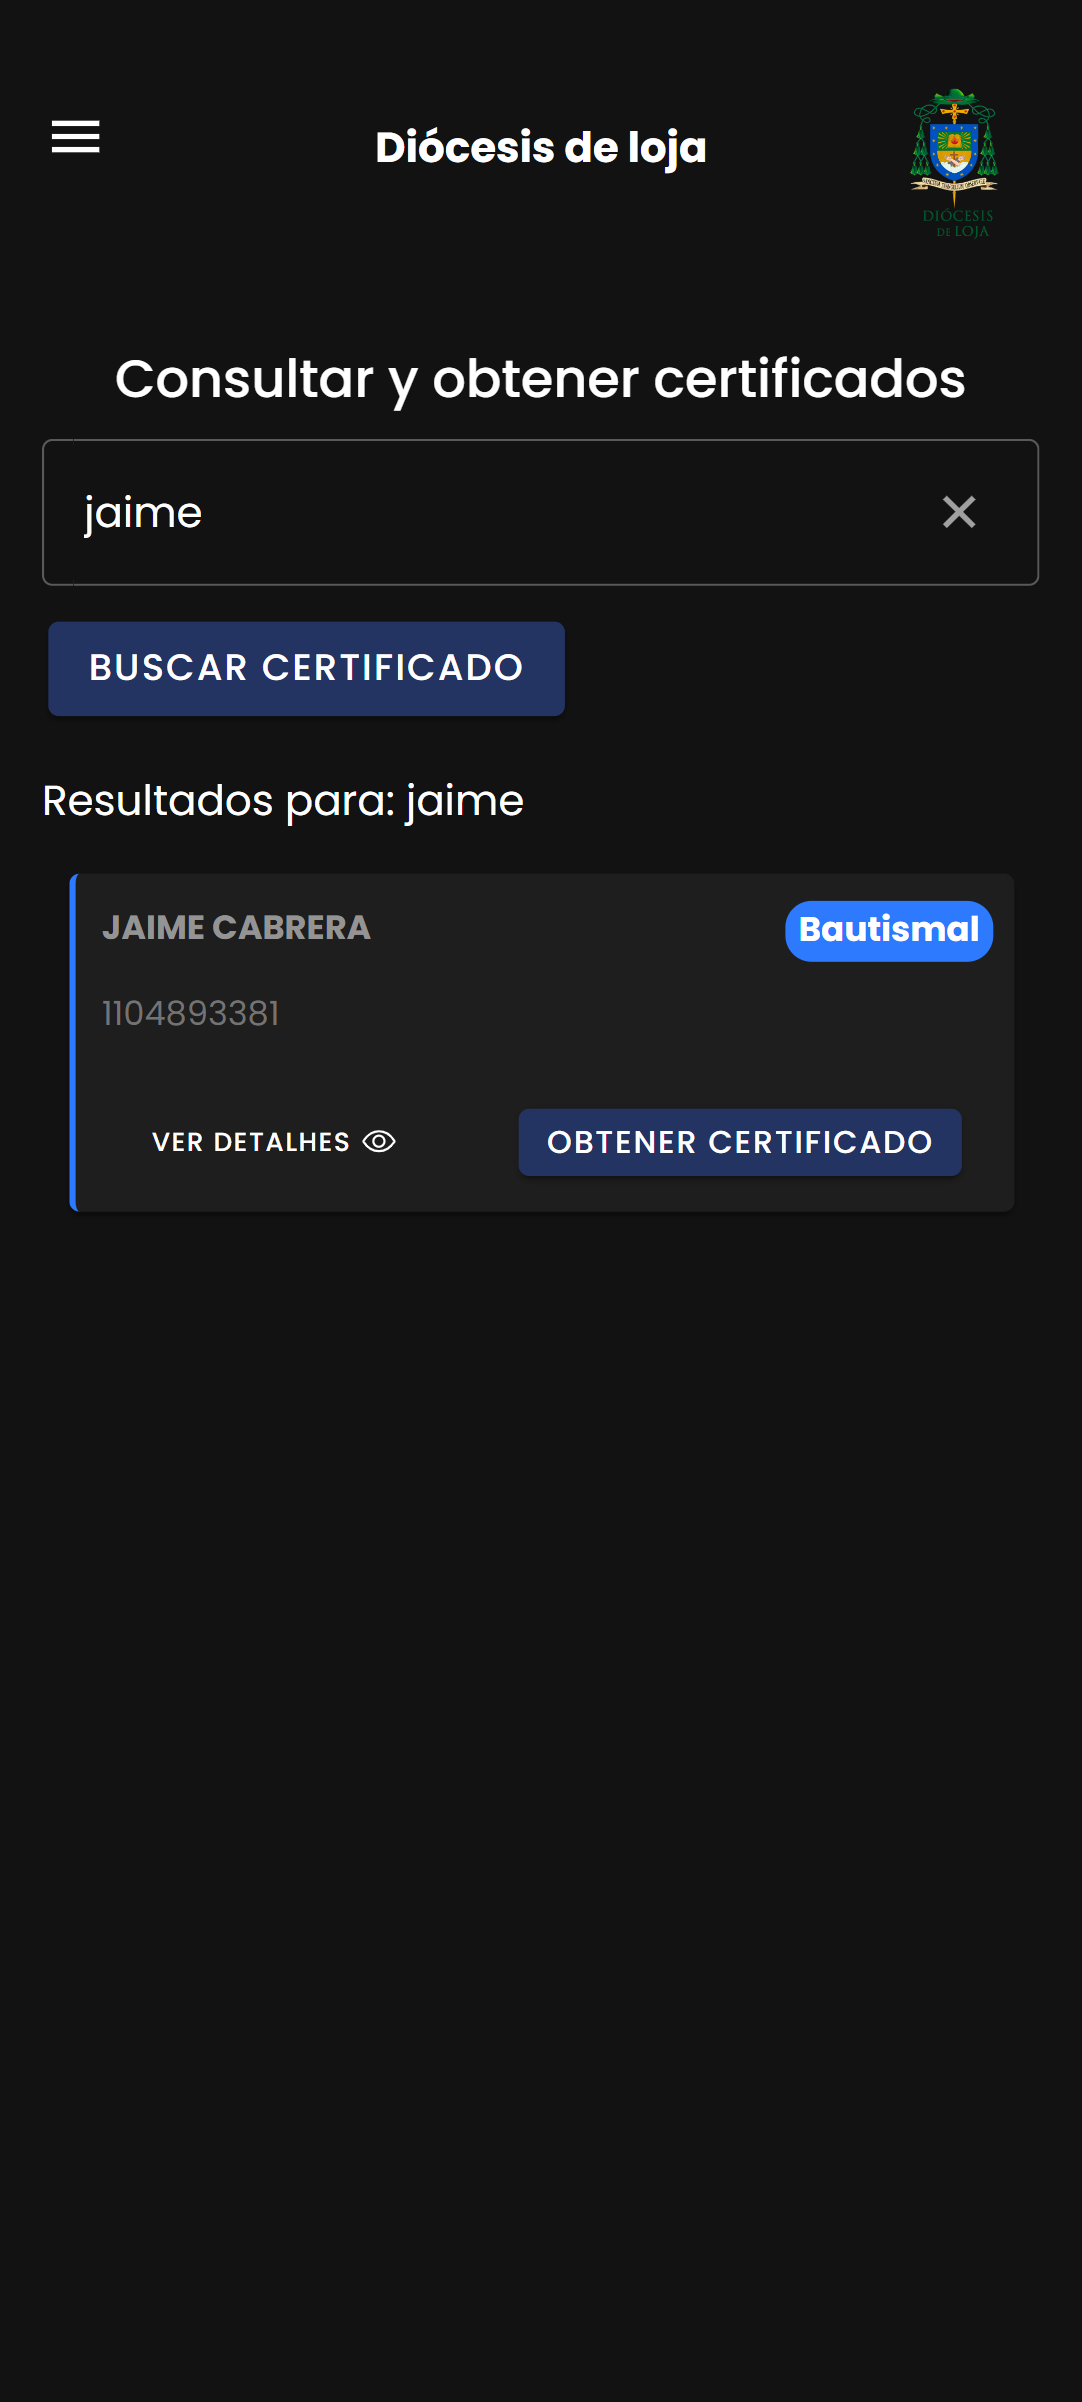 Diócesis de loja
DIÓCESIS
DE LOJA
Consultar y obtener certificados
jaime
BUSCAR CERTIFICADO
Resultados para: jaime
JAIME CABRERA
Bautismal
1104893381
VER DETALHES
OBTENER CERTIFICADO